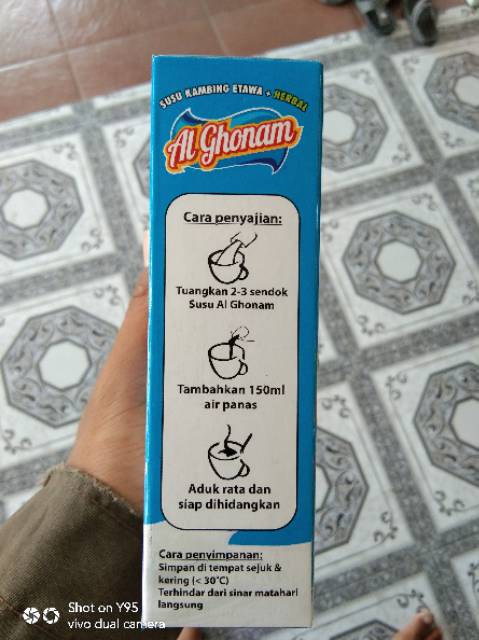 SUSU KAMBING ETAWA + HERBAL
Al Ghonam
Cara penyajian:
Tuangkan 2-3 sendok
Susu Al Ghonam
Tambahkan 150ml
air panas
Aduk rata dan
siap dihidangkan
Cara penyimpanan:
Simpan di tempat sejuk &
kering (< 30°C)
Terhindar dari sinar matahari
langsung
Shot on Y95
vivo dual camera